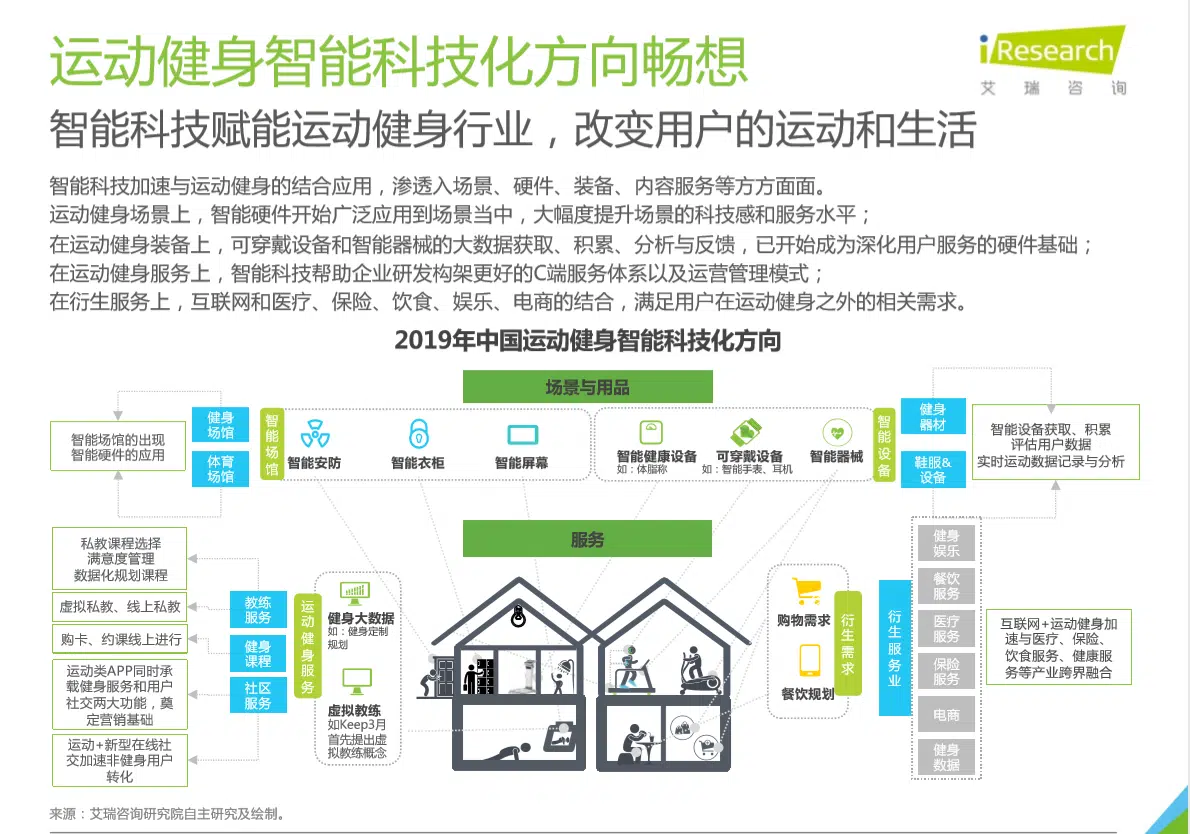 运动健身智能科技化方向畅想
iResearch
艾瑞咨询
智能科技赋能运动健身行业，改变用户的运动和生活
智能科技加速与运动健身的结合应用，渗透入场景、硬件、装备、内容服务等方方面面。
运动健身场景上，智能硬件开始广泛应用到场景当中，大幅度提升场景的科技感和服务水平；
在运动健身装备上，可穿戴设备和智能器械的大数据获取、积累、分析与反馈，已开始成为深化用户服务的硬件基础；
在运动健身服务上，智能科技帮助企业研发构架更好的C端服务体系以及运营管理模式；
在衍生服务上，互联网和医疗、保险、饮食、娱乐、电商的结合，满足用户在运动健身之外的相关需求。
2019年中国运动健身智能科技化方向
场景与用品
智能场馆的出现
智能硬件的应用
健身
场馆
体育
场馆
智能场馆
智能安防
智能衣柜
智能屏幕
智能健康设备
如：体脂称
可穿戴设备
如：智能手表、耳机
智能器械
智能设备
健身
器材
鞋服&
设备
智能设备获取、积累
评估用户数据
实时运动数据记录与分析
服务
私教课程选择
满意度管理
数据化规划课程
虚拟私教、线上私教
购卡、约课线上进行
运动类APP同时承
载健身服务和用户
社交两大功能，奠
定营销基础
运动+新型在线社
交加速非健身用户
转化
教练
服务
健身
课程
社区
服务
运动健身服务
健身大数据
如：健身定制
规划
虚拟教练
如Keep3月
首先提出虚
拟教练概念
购物需求
餐饮规划
衍生需求
衍生服务业
健身
娱乐
餐饮
服务
医疗
服务
保险
服务
电商
健身
数据
互联网+运动健身加
速与医疗、保险、
饮食服务、健康服
务等产业跨界融合
来源：艾瑞咨询研究院自主研究及绘制。